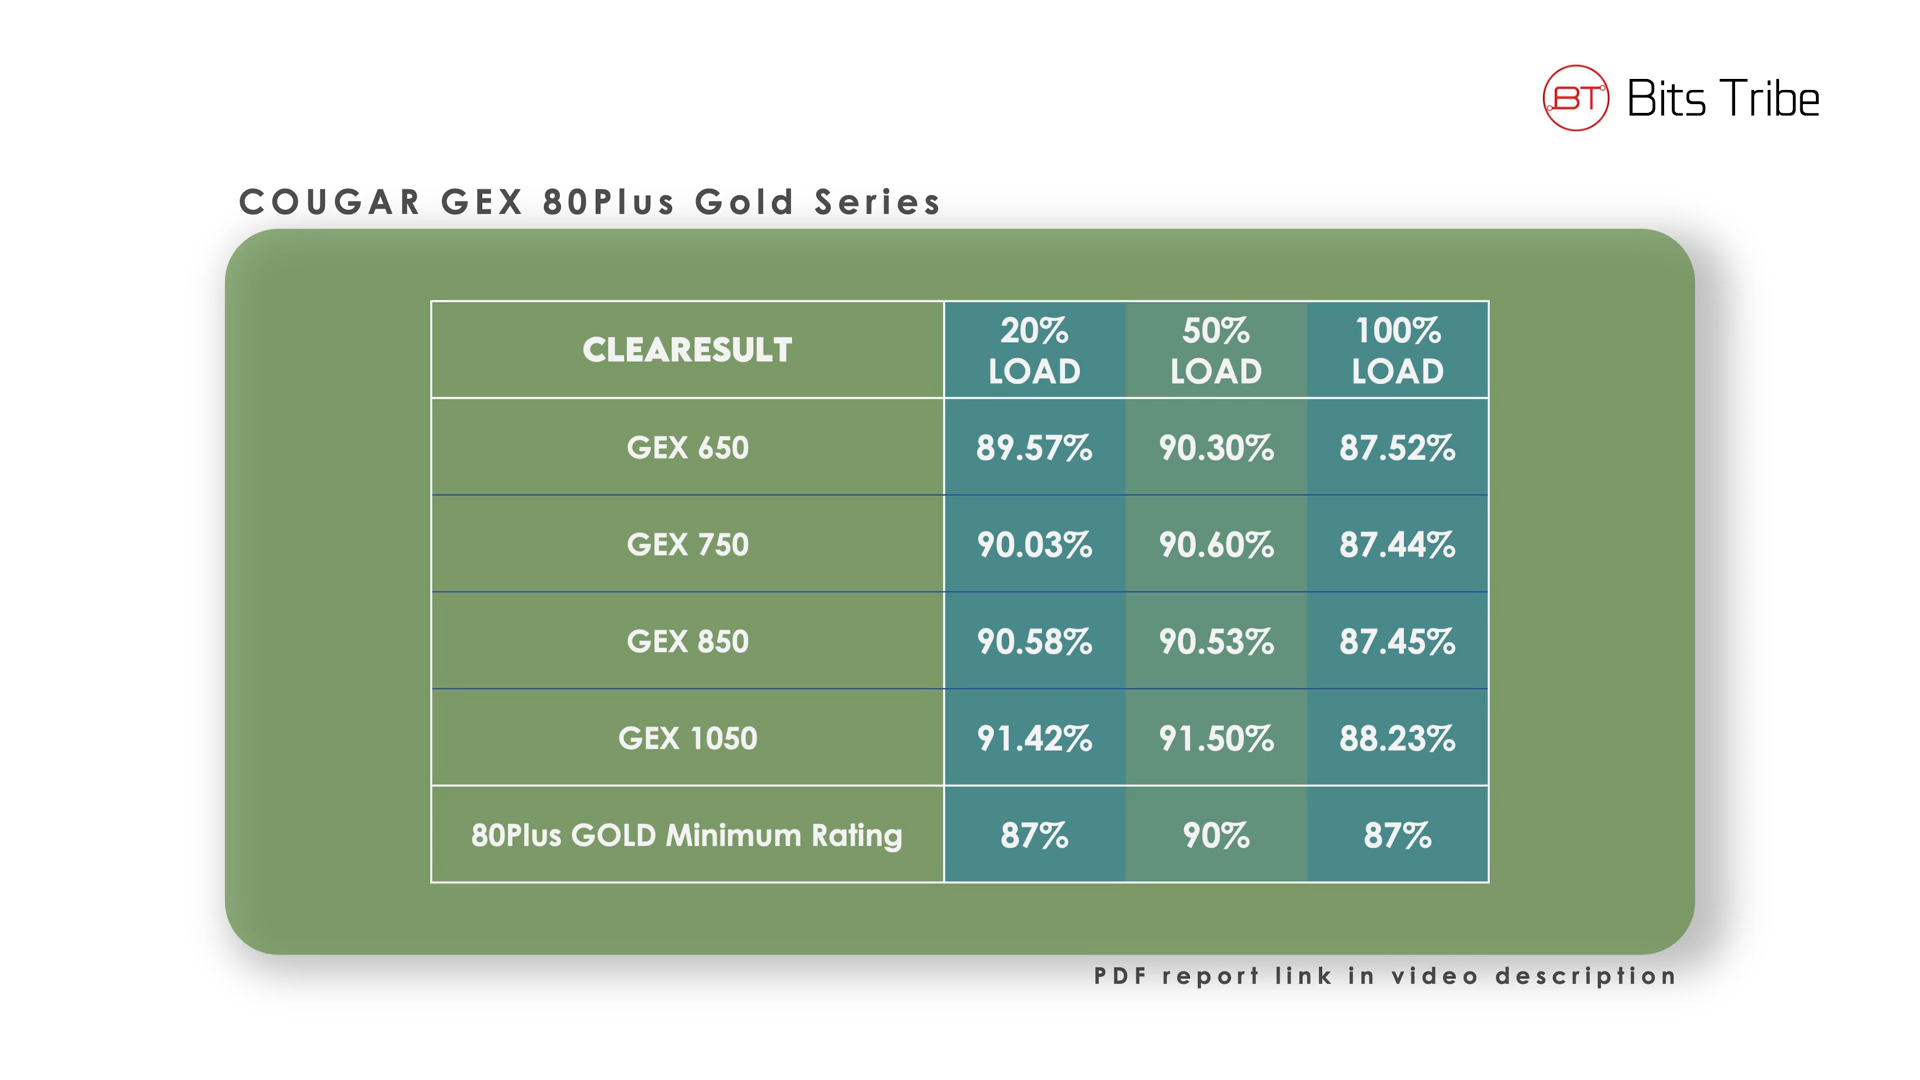 BT Bits Tribe
COUGAR GEX 80Plus Gold Series
CLEARESULT 20% LOAD 50% LOAD 100% LOAD
GEX 650 89.57% 90.30% 87.52%
GEX 750 90.03% 90.60% 87.44%
GEX 850 90.58% 90.53% 87.45%
GEX 1050 91.42% 91.50% 88.23%
80Plus GOLD Minimum Rating 87% 90% 87%
PDF report link in video description